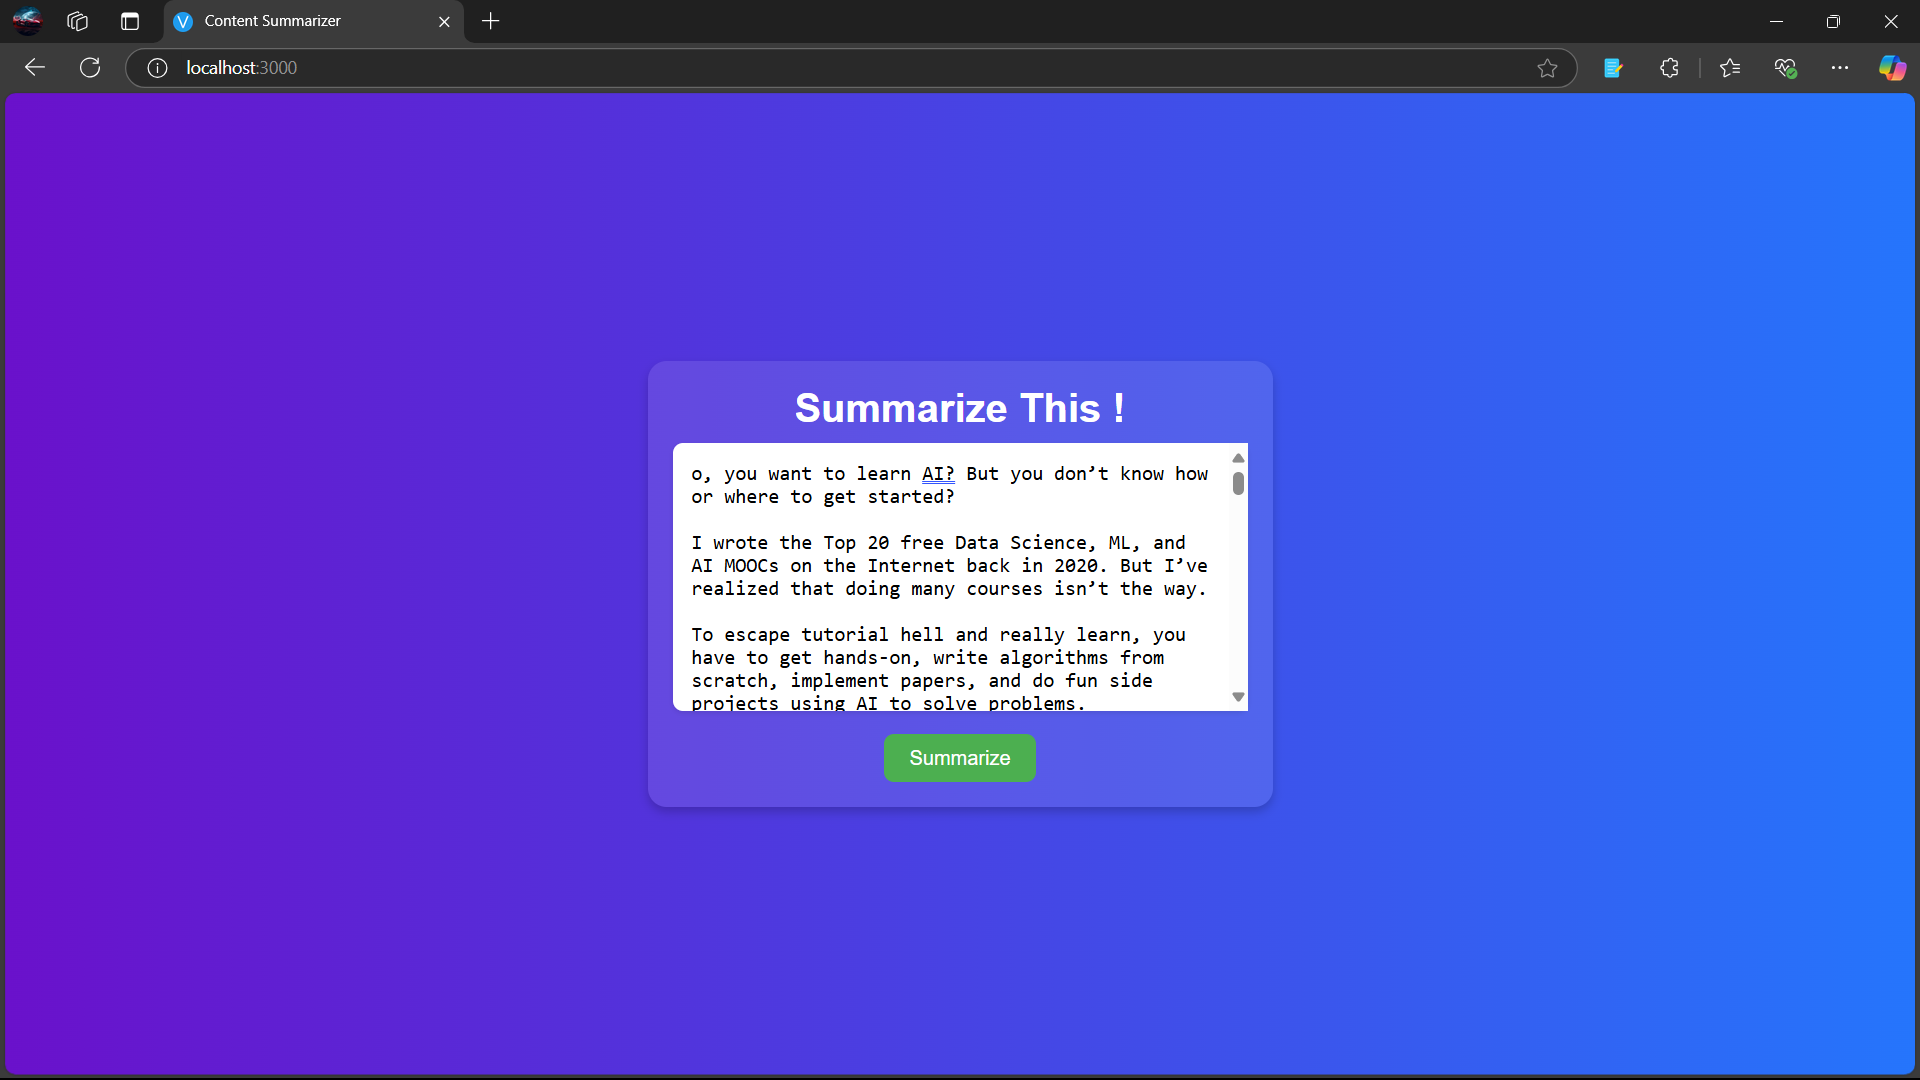 Content Summarizer
localhost:3000
Summarize This !
o, you want to learn AI? But you don’t know how
or where to get started?
I wrote the Top 20 free Data Science, ML, and
AI MOOCs on the Internet back in 2020. But I’ve
realized that doing many courses isn’t the way.
To escape tutorial hell and really learn, you
have to get hands-on, write algorithms from
scratch, implement papers, and do fun side
projects using AI to solve problems.
Summarize